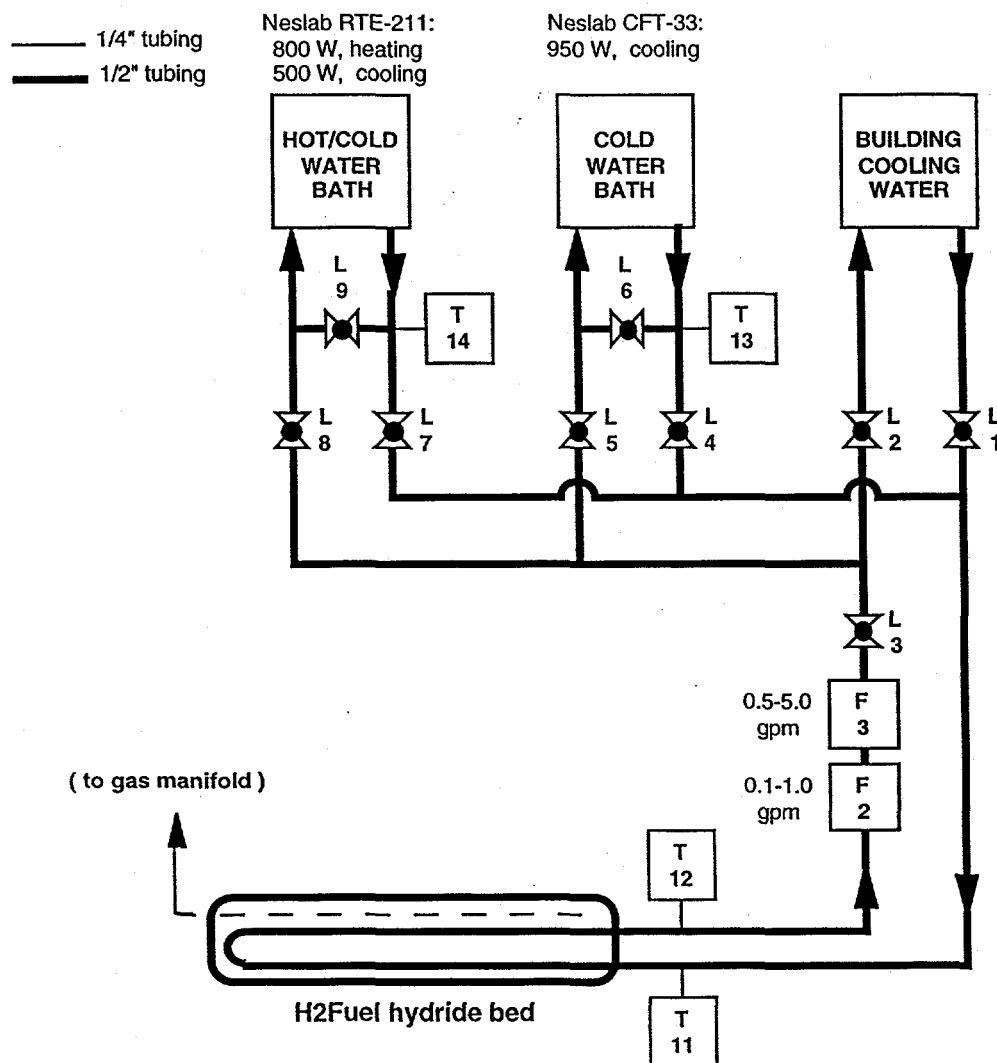 1/4" tubing
1/2" tubing
Neslab RTE-211:
800 W, heating
500 W, cooling
Neslab CFT-33:
950 W, cooling
HOT/COLD
WATER
BATH
COLD
WATER
BATH
BUILDING
COOLING
WATER
L
9
T
14
L
6
T
13
L
8
L
7
L
5
L
4
L
2
L
1
L
3
0.5-5.0
gpm
F
3
( to gas manifold )
0.1-1.0
gpm
F
2
T
12
H2Fuel hydride bed
T
11